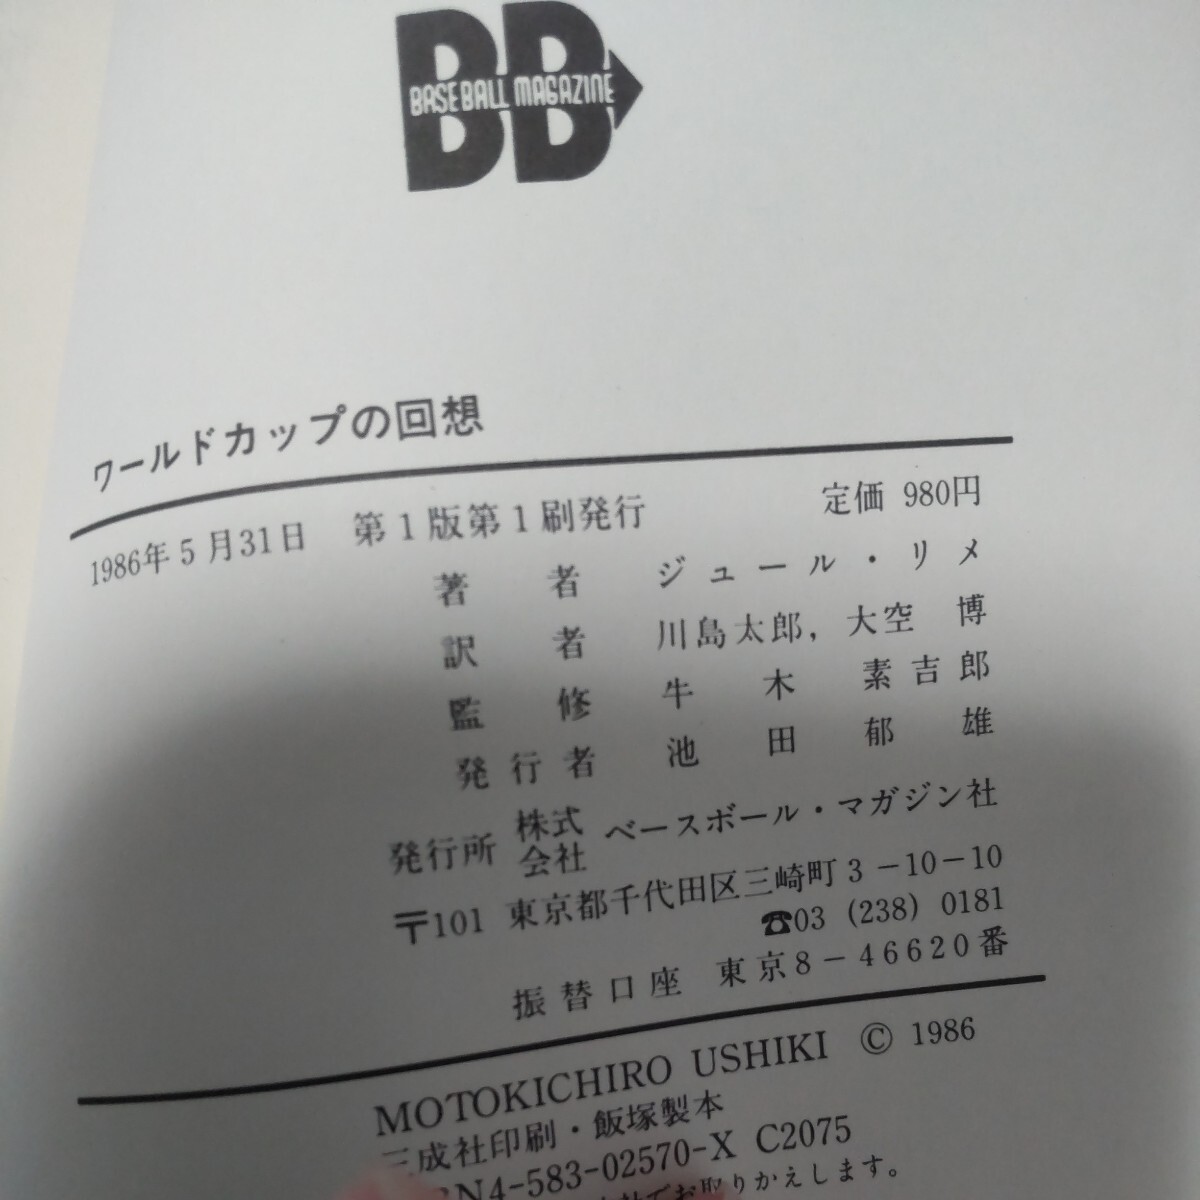 BASEBALL MAGAZINE
ワールドカップの回想
1986年5月31日 第1版第1刷発行 定価 980円
著者 ジュール・リメ
訳者 川島太郎, 大空 博
監修 牛木素吉郎
発行者 池田郁雄
発行所 株式会社 ベースボール・マガジン社
〒101 東京都千代田区三崎町3-10-10
☎03 (238) 0181
振替口座 東京8-46620番
MOTOKICHIRO USHIKI © 1986
三成社印刷・飯塚製本
4-583-02570-X C2075
でお取りかえします。